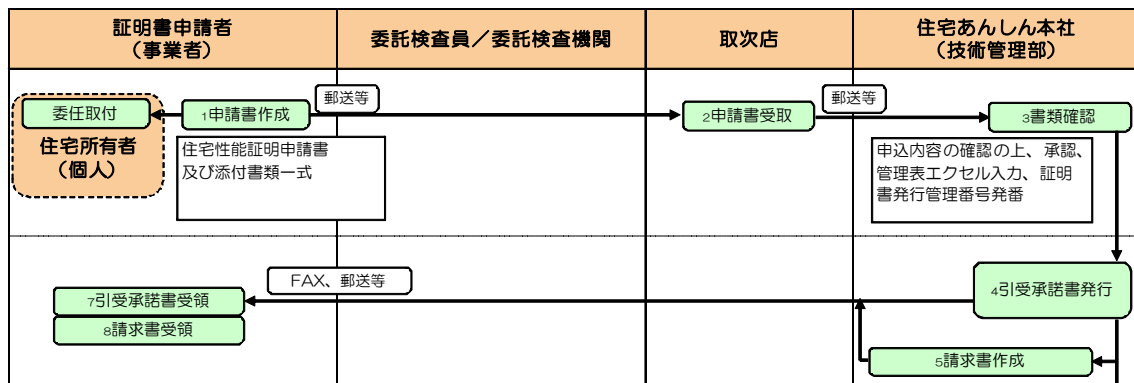 証明書申請者
（事業者）
委託検査員／委託検査機関
取次店
住宅あんしん本社
（技術管理部）
委任取付
住宅所有者
（個人）
1申請書作成
郵送等
2申請書受取
郵送等
3書類確認
住宅性能証明申請書
及び添付書類一式
申込内容の確認の上、承認、
管理表エクセル入力、証明
書発行管理番号発番
FAX、郵送等
4引受承諾書発行
7引受承諾書受領
8請求書受領
5請求書作成